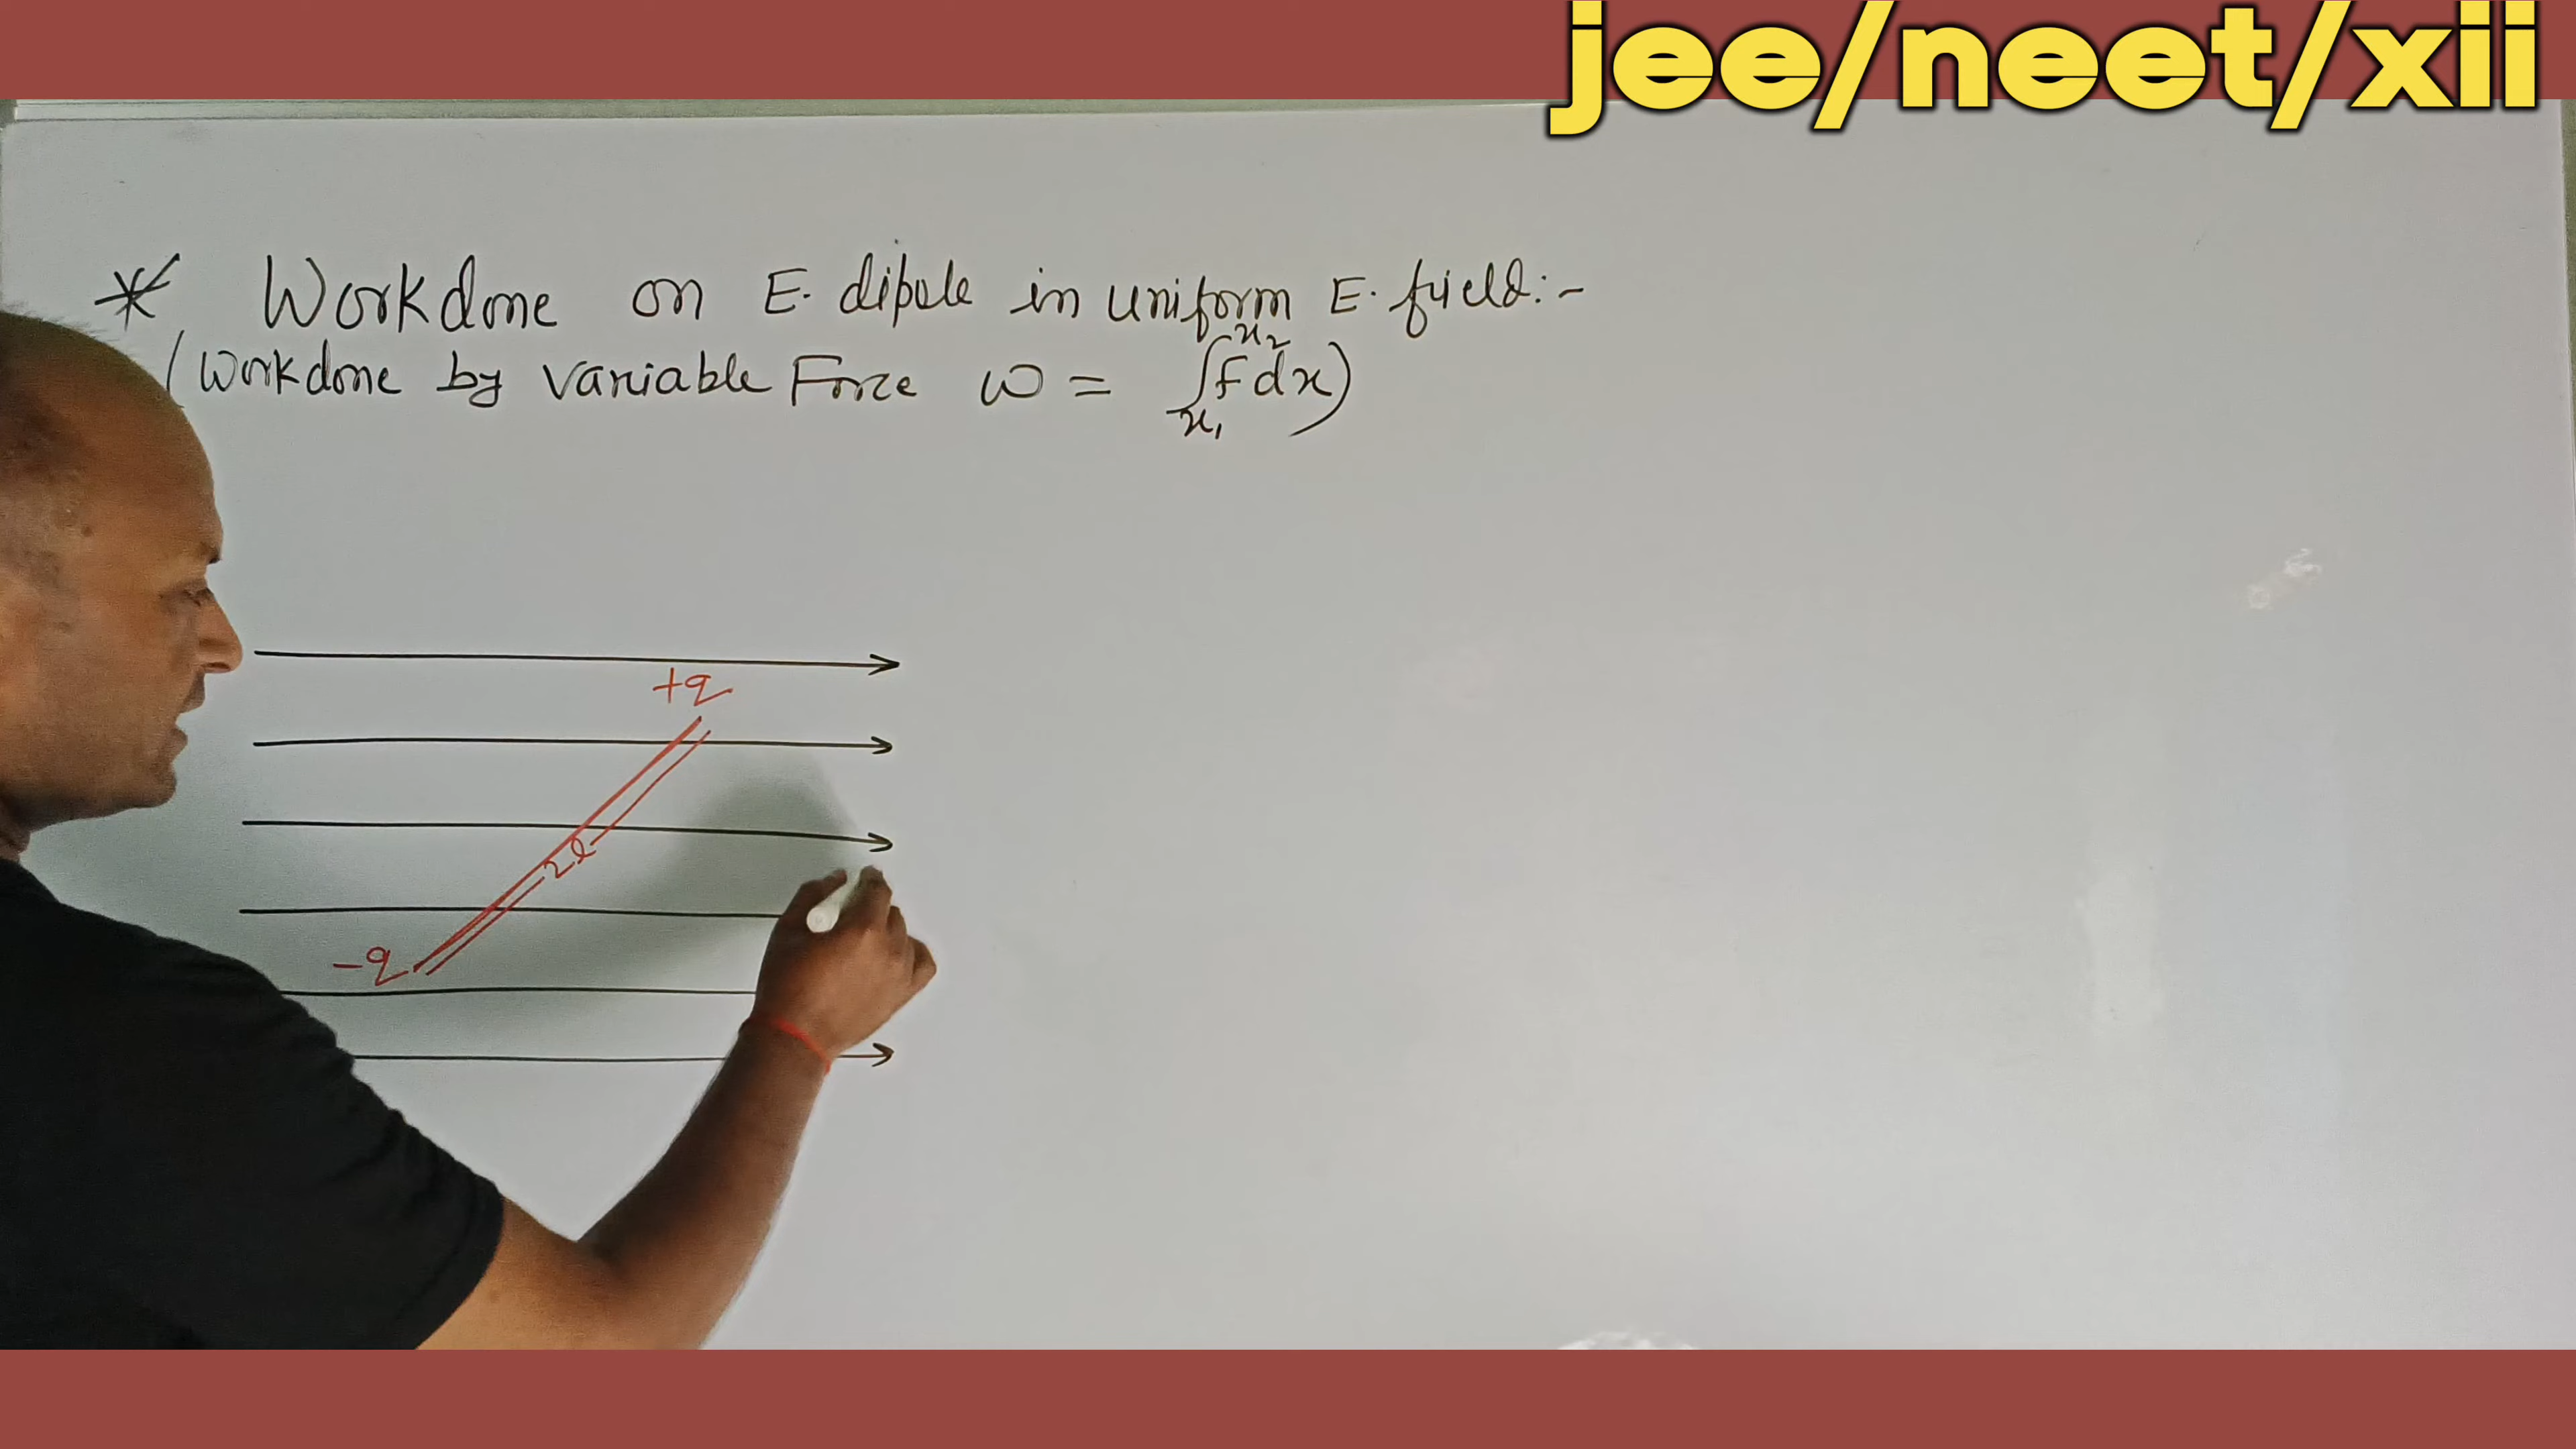 jee/neet/xii
* Workdone on E. dipole in uniform E. field:-
(Workdone by variable Force w = ∫x₁x₂ F dx)
+q
2l
-q